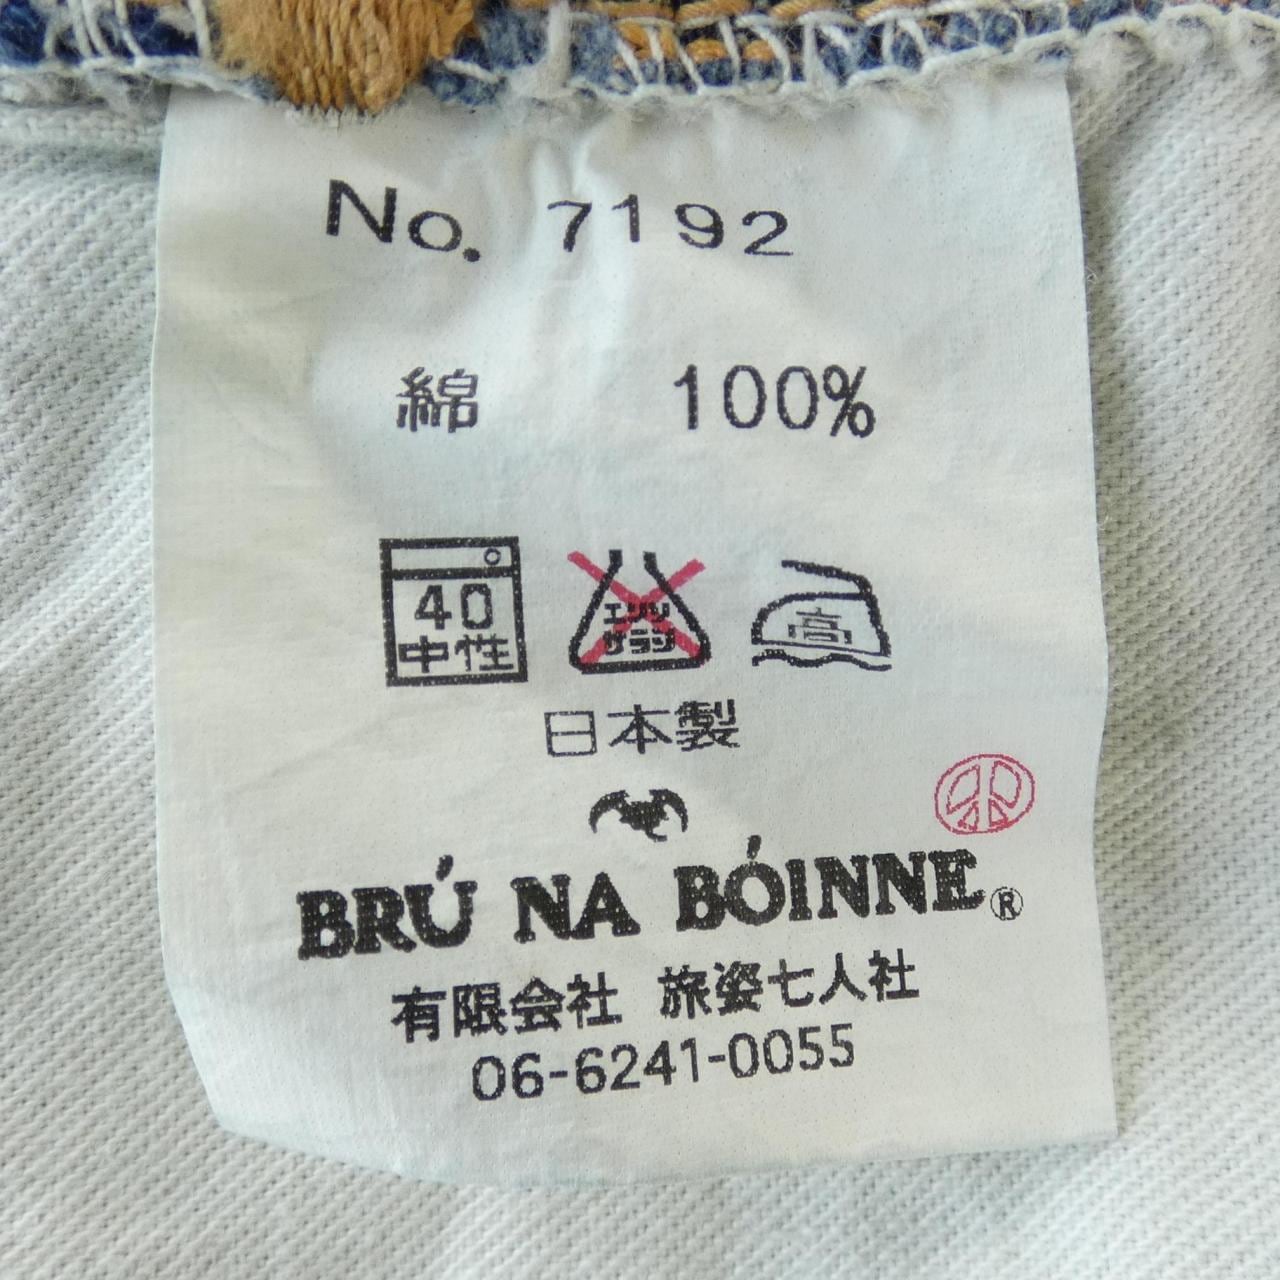 No. 7192
綿 100%
40
中性
エンソ
サラン
高
日本製
BRÚ NA BÓINNE®
有限会社 旅姿七人社
06-6241-0055